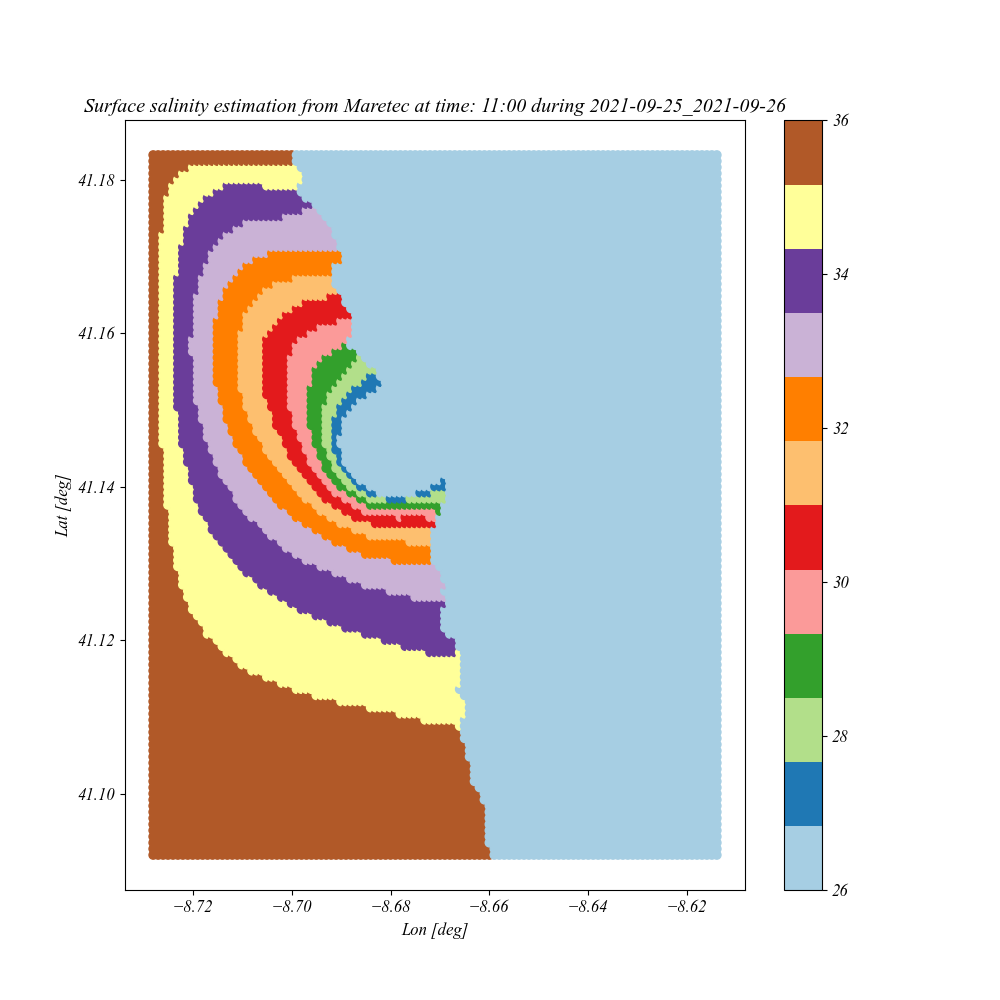 Surface salinity estimation from Maretec at time: 11:00 during 2021-09-25_2021-09-26
36
41.18
34
41.16
32
41.14
Lat [deg]
30
41.12
28
41.10
26
−8.72 −8.70 −8.68 −8.66 −8.64 −8.62
Lon [deg]